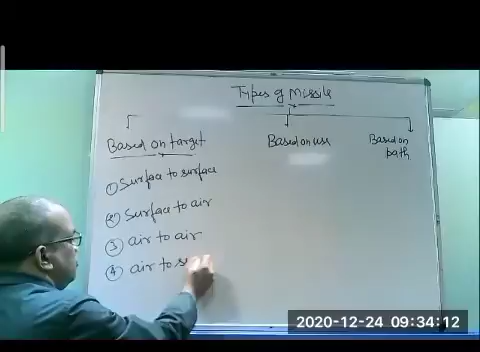 Types of Missile
Based on target
Based on use
Based on
path
① Surface to surface
② Surface to air
③ air to air
④ air to
2020-12-24 09:34:12